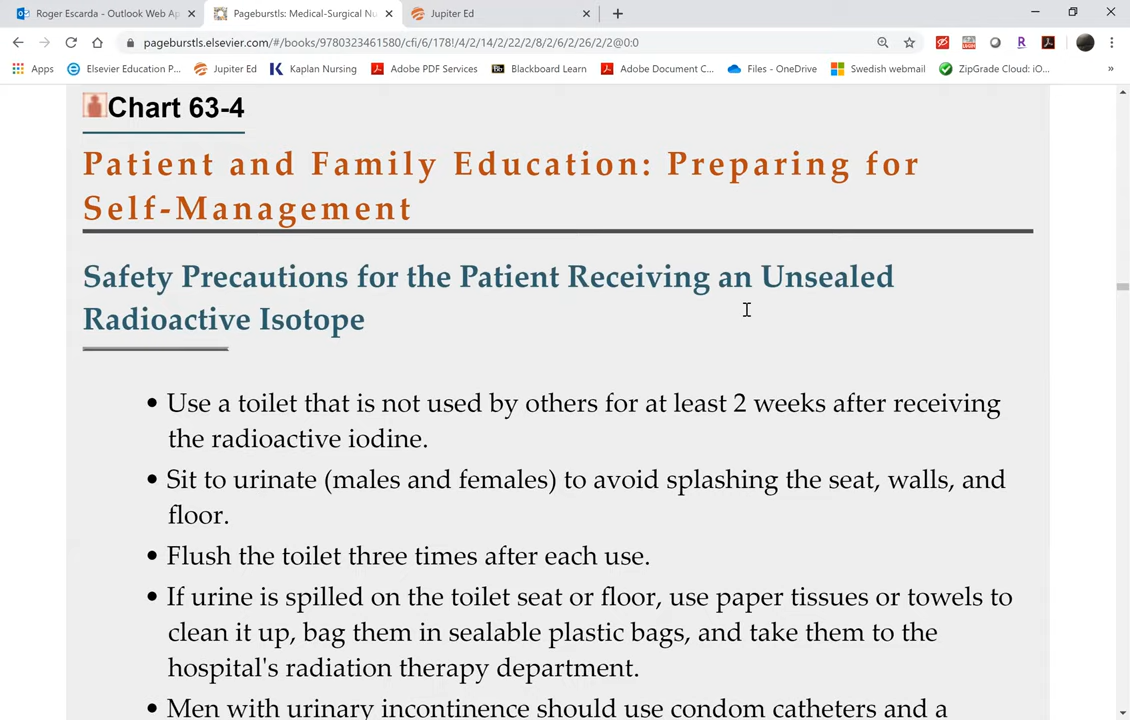 Roger Escarda - Outlook Web Ap
Pageburstls: Medical-Surgical Nu
Jupiter Ed
pageburstls.elsevier.com/#/books/9780323461580/cfi/6/178!/4/2/14/2/22/2/8/2/6/2/26/2/2@0:0
Apps
Elsevier Education P...
Jupiter Ed
Kaplan Nursing
Adobe PDF Services
Blackboard Learn
Adobe Document C...
Files - OneDrive
Swedish webmail
ZipGrade Cloud: iO...
»
Chart 63-4
Patient and Family Education: Preparing for
Self-Management
Safety Precautions for the Patient Receiving an Unsealed
Radioactive Isotope
• Use a toilet that is not used by others for at least 2 weeks after receiving
the radioactive iodine.
• Sit to urinate (males and females) to avoid splashing the seat, walls, and
floor.
• Flush the toilet three times after each use.
• If urine is spilled on the toilet seat or floor, use paper tissues or towels to
clean it up, bag them in sealable plastic bags, and take them to the
hospital's radiation therapy department.
• Men with urinary incontinence should use condom catheters and a